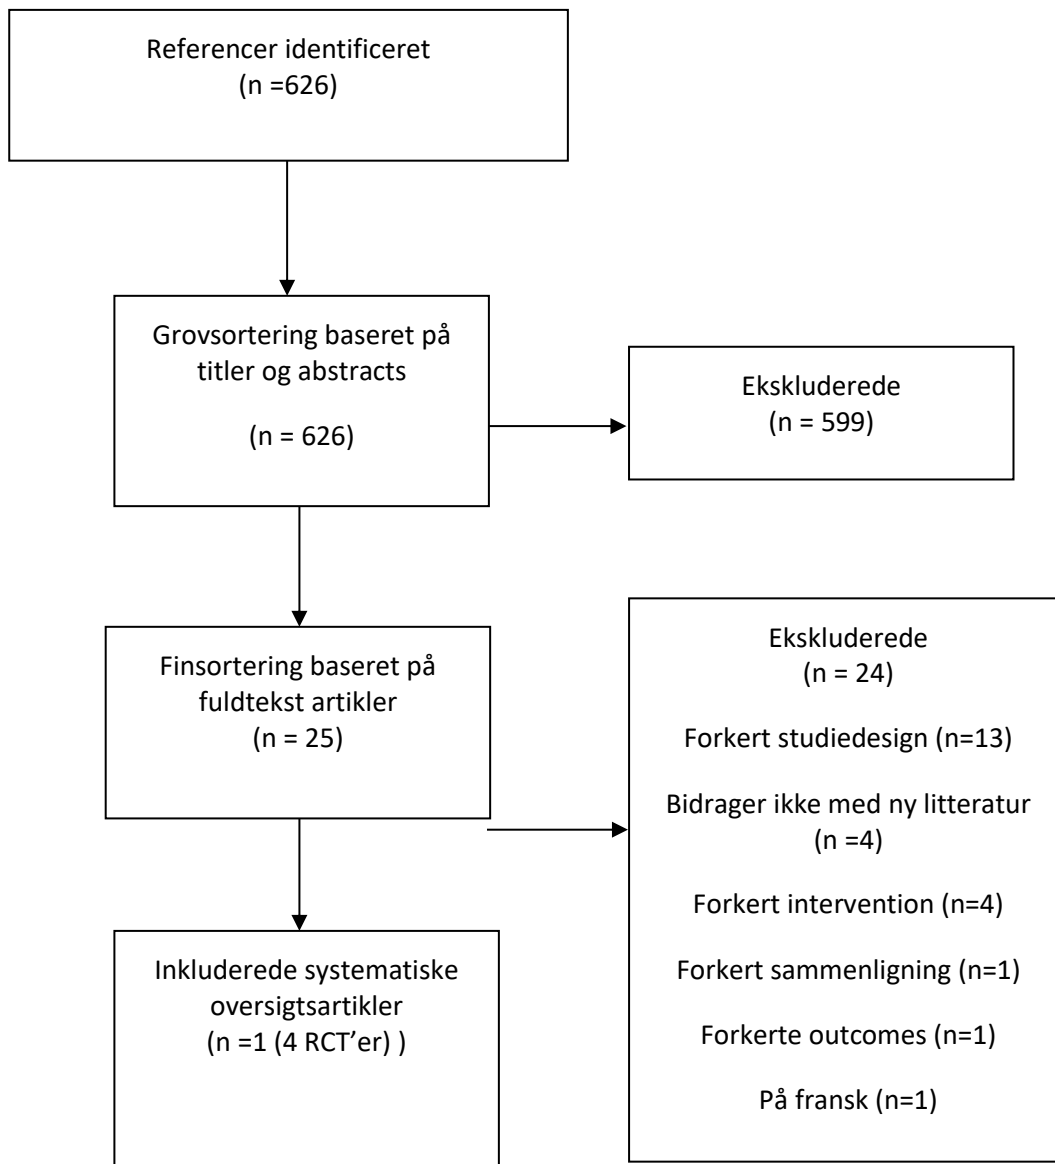 Referencer identificeret
(n =626)
Grovsortering baseret på
titler og abstracts
(n = 626)
Ekskluderede
(n = 599)
Finsortering baseret på
fuldtekst artikler
(n = 25)
Ekskluderede
(n = 24)
Forkert studiedesign (n=13)
Bidrager ikke med ny litteratur
(n =4)
Forkert intervention (n=4)
Forkert sammenligning (n=1)
Forkerte outcomes (n=1)
På fransk (n=1)
Inkluderede systematiske
oversigtsartikler
(n =1 (4 RCT’er) )